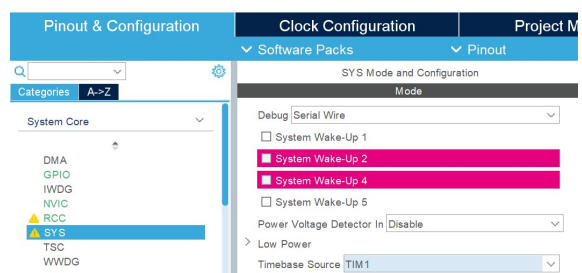 Pinout & Configuration
Clock Configuration
Project M
Software Packs
Pinout
Categories
A->Z
System Core
DMA
GPIO
IWDG
NVIC
RCC
SYS
TSC
WWDG
SYS Mode and Configuration
Mode
Debug Serial Wire
System Wake-Up 1
System Wake-Up 2
System Wake-Up 4
System Wake-Up 5
Power Voltage Detector In Disable
Low Power
Timebase Source TIM1